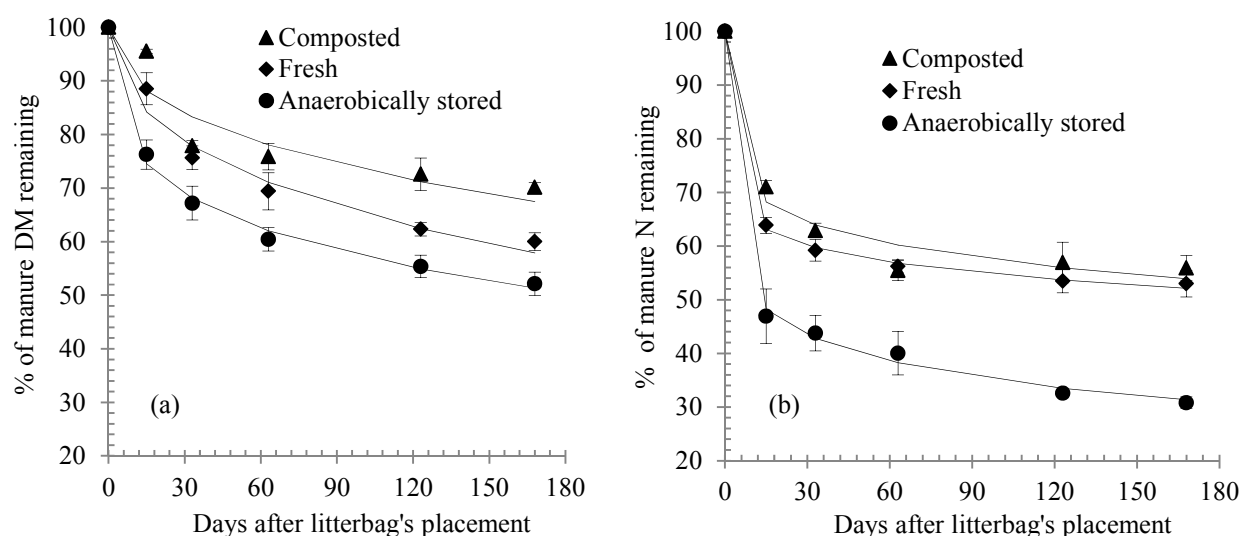 % of manure DM remaining
100
90
80
70
60
50
40
30
20
Composted
Fresh
Anaerobically stored
(a)
0 30 60 90 120 150 180
Days after litterbag's placement
% of manure N remaining
100
90
80
70
60
50
40
30
20
Composted
Fresh
Anaerobically stored
(b)
0 30 60 90 120 150 180
Days after litterbag's placement